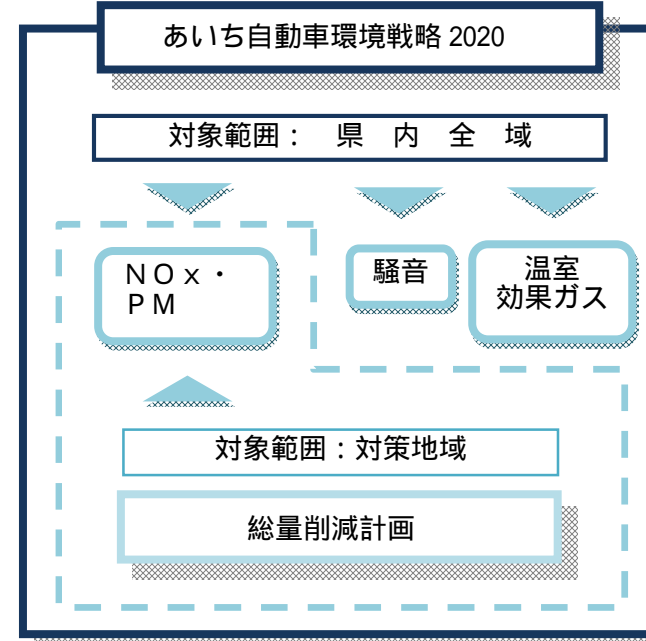 あいち自動車環境戦略 2020
対象範囲： 県 内 全 域
ＮＯｘ・
ＰＭ
騒音
温室
効果ガス
対象範囲：対策地域
総量削減計画